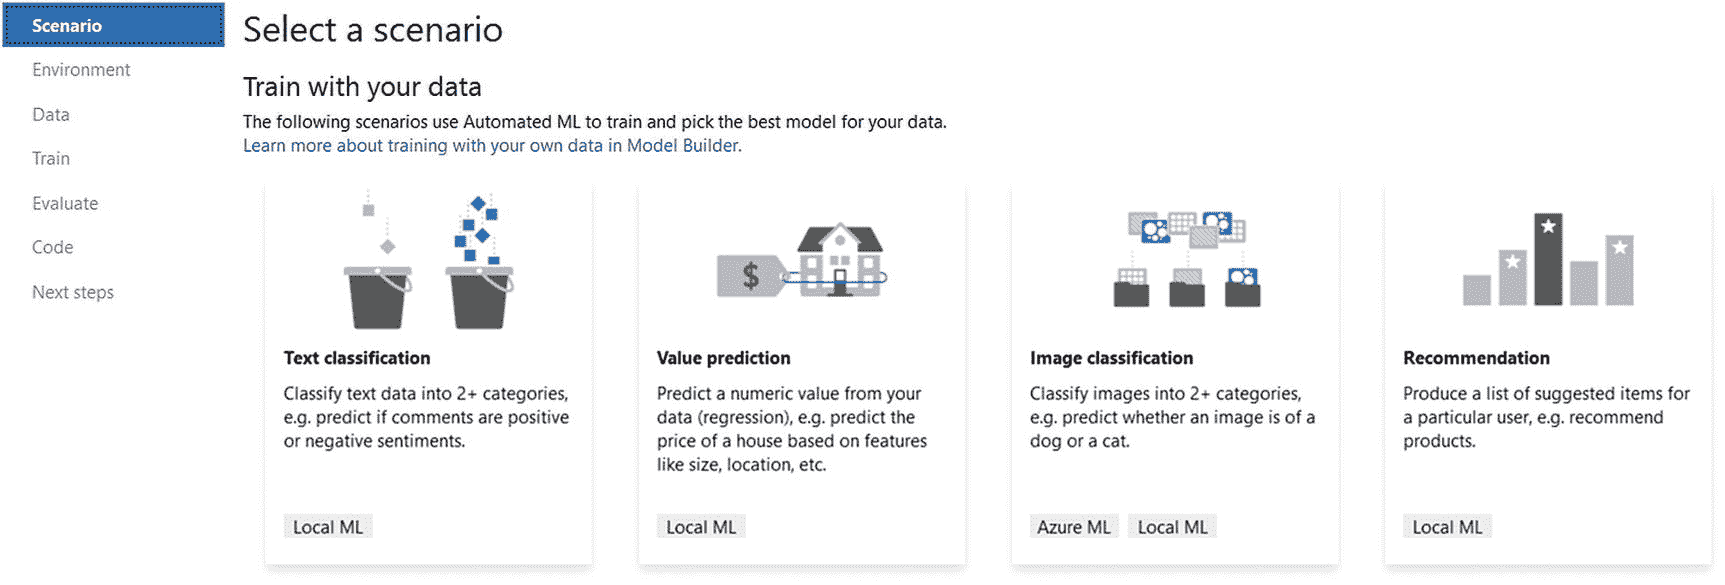 Scenario
Environment
Data
Train
Evaluate
Code
Next steps
Select a scenario
Train with your data
The following scenarios use Automated ML to train and pick the best model for your data.
Learn more about training with your own data in Model Builder.
$
Text classification
Classify text data into 2+ categories,
e.g. predict if comments are positive
or negative sentiments.
Local ML
Value prediction
Predict a numeric value from your
data (regression), e.g. predict the
price of a house based on features
like size, location, etc.
Local ML
Image classification
Classify images into 2+ categories,
e.g. predict whether an image is of a
dog or a cat.
Azure ML Local ML
Recommendation
Produce a list of suggested items for
a particular user, e.g. recommend
products.
Local ML